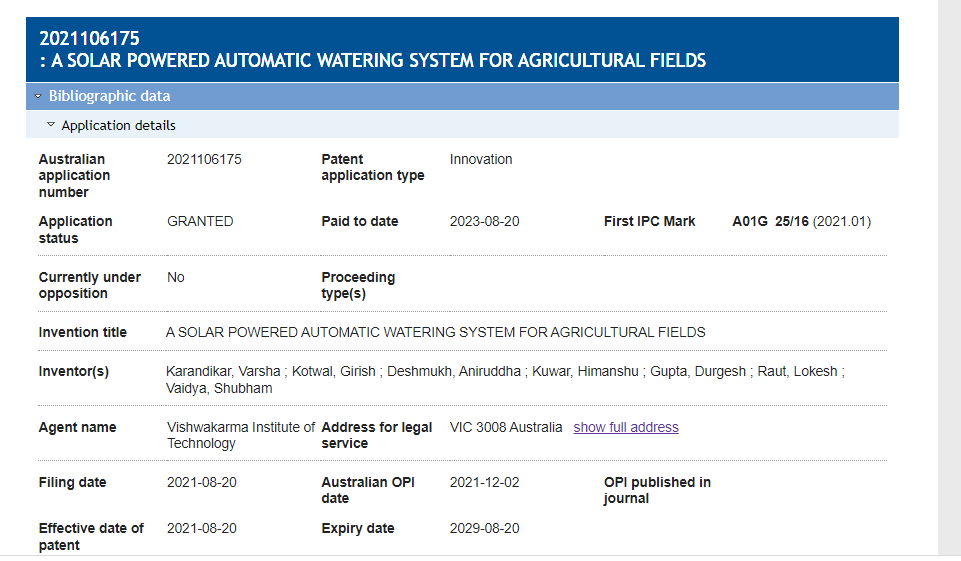 2021106175
: A SOLAR POWERED AUTOMATIC WATERING SYSTEM FOR AGRICULTURAL FIELDS
Bibliographic data
Application details
Australian application number 2021106175 Patent application type Innovation
Application status GRANTED Paid to date 2023-08-20 First IPC Mark A01G 25/16 (2021.01)
Currently under opposition No Proceeding type(s)
Invention title A SOLAR POWERED AUTOMATIC WATERING SYSTEM FOR AGRICULTURAL FIELDS
Inventor(s) Karandikar, Varsha ; Kotwal, Girish ; Deshmukh, Aniruddha ; Kuwar, Himanshu ; Gupta, Durgesh ; Raut, Lokesh ;
Vaidya, Shubham
Agent name Vishwakarma Institute of Technology Address for legal service VIC 3008 Australia show full address
Filing date 2021-08-20 Australian OPI date 2021-12-02 OPI published in journal
Effective date of patent 2021-08-20 Expiry date 2029-08-20